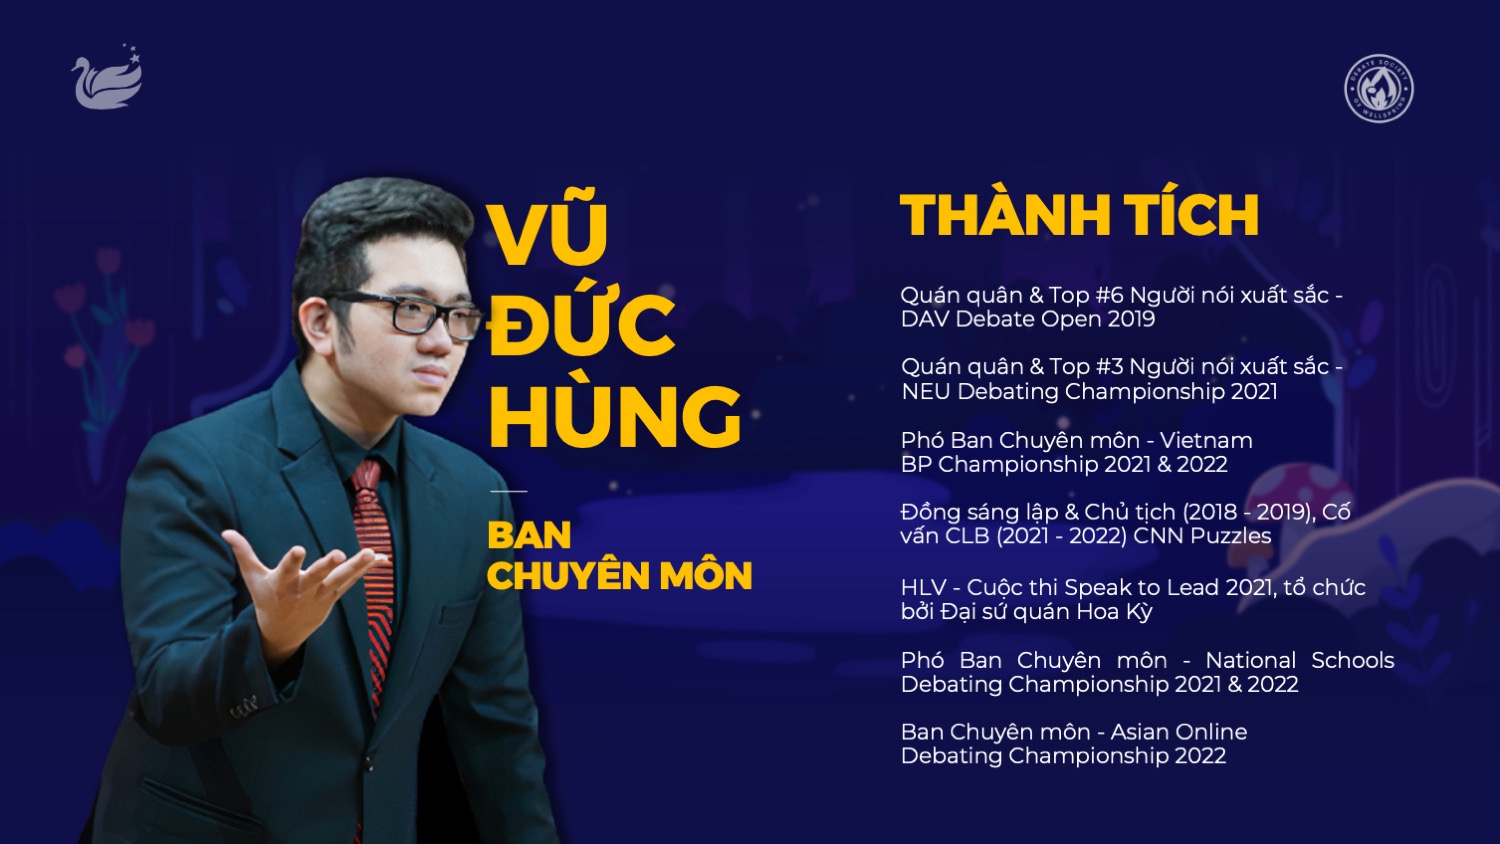 DEBATE SOCIETY
OF WELLSPRING
VŨ
ĐỨC
HÙNG
BAN
CHUYÊN MÔN
THÀNH TÍCH
Quán quân & Top #6 Người nói xuất sắc -
DAV Debate Open 2019
Quán quân & Top #3 Người nói xuất sắc -
NEU Debating Championship 2021
Phó Ban Chuyên môn - Vietnam
BP Championship 2021 & 2022
Đồng sáng lập & Chủ tịch (2018 - 2019), Cố
vấn CLB (2021 - 2022) CNN Puzzles
HLV - Cuộc thi Speak to Lead 2021, tổ chức
bởi Đại sứ quán Hoa Kỳ
Phó Ban Chuyên môn - National Schools
Debating Championship 2021 & 2022
Ban Chuyên môn - Asian Online
Debating Championship 2022